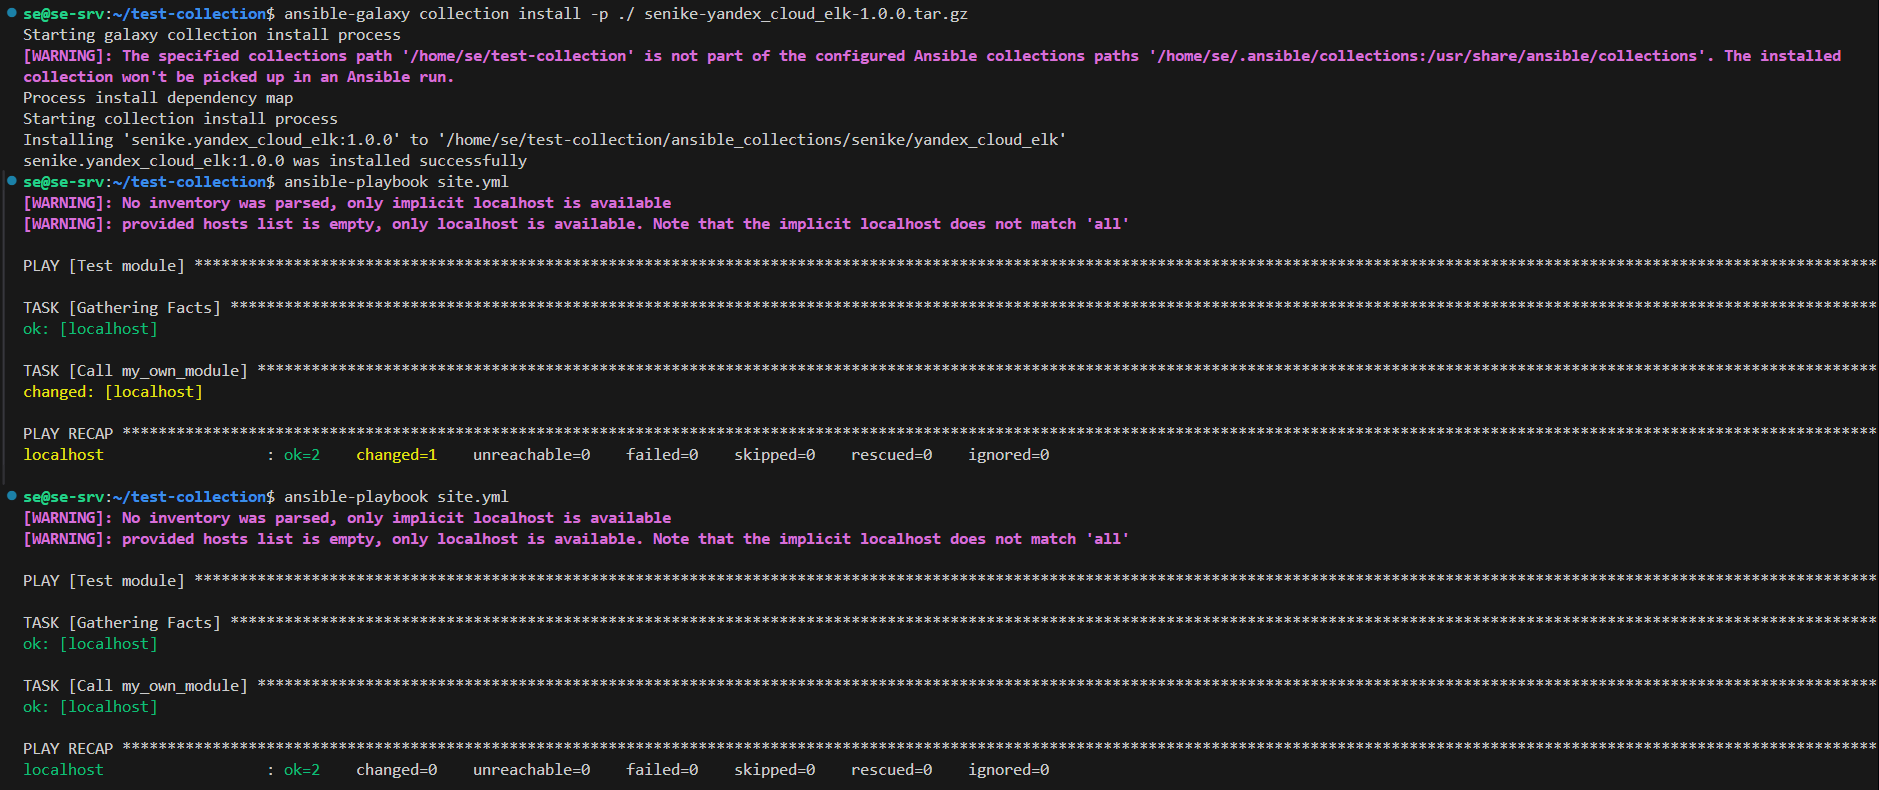 se@se-srv:~/test-collection$ ansible-galaxy collection install -p ./ senike-yandex_cloud_elk-1.0.0.tar.gz
Starting galaxy collection install process
[WARNING]: The specified collections path '/home/se/test-collection' is not part of the configured Ansible collections paths '/home/se/.ansible/collections:/usr/share/ansible/collections'. The installed
collection won't be picked up in an Ansible run.
Process install dependency map
Starting collection install process
Installing 'senike.yandex_cloud_elk:1.0.0' to '/home/se/test-collection/ansible_collections/senike/yandex_cloud_elk'
senike.yandex_cloud_elk:1.0.0 was installed successfully
se@se-srv:~/test-collection$ ansible-playbook site.yml
[WARNING]: No inventory was parsed, only implicit localhost is available
[WARNING]: provided hosts list is empty, only localhost is available. Note that the implicit localhost does not match 'all'
PLAY [Test module] ***************************************************************************************************************************************************************************************
TASK [Gathering Facts] ***********************************************************************************************************************************************************************************
ok: [localhost]
TASK [Call my_own_module] ********************************************************************************************************************************************************************************
changed: [localhost]
PLAY RECAP ***********************************************************************************************************************************************************************************************
localhost                  : ok=2    changed=1    unreachable=0    failed=0    skipped=0    rescued=0    ignored=0
se@se-srv:~/test-collection$ ansible-playbook site.yml
[WARNING]: No inventory was parsed, only implicit localhost is available
[WARNING]: provided hosts list is empty, only localhost is available. Note that the implicit localhost does not match 'all'
PLAY [Test module] ***************************************************************************************************************************************************************************************
TASK [Gathering Facts] ***********************************************************************************************************************************************************************************
ok: [localhost]
TASK [Call my_own_module] ********************************************************************************************************************************************************************************
ok: [localhost]
PLAY RECAP ***********************************************************************************************************************************************************************************************
localhost                  : ok=2    changed=0    unreachable=0    failed=0    skipped=0    rescued=0    ignored=0